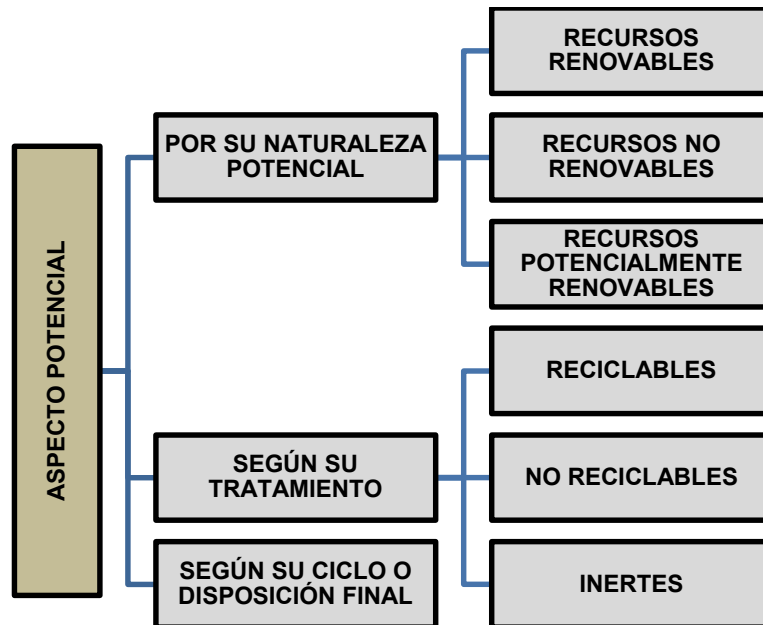 ASPECTO POTENCIAL
POR SU NATURALEZA
POTENCIAL
RECURSOS
RENOVABLES
RECURSOS NO
RENOVABLES
RECURSOS
POTENCIALMENTE
RENOVABLES
SEGÚN SU
TRATAMIENTO
RECICLABLES
NO RECICLABLES
INERTES
SEGÚN SU CICLO O
DISPOSICIÓN FINAL